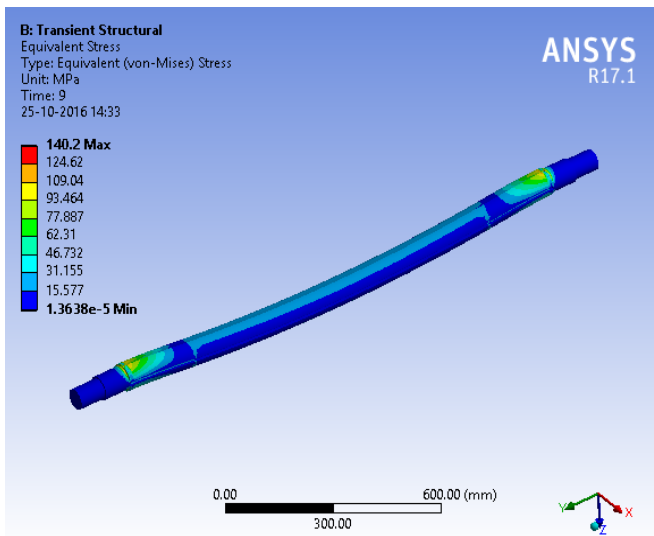 B: Transient Structural
Equivalent Stress
Type: Equivalent (von-Mises) Stress
Unit: MPa
Time: 9
25-10-2016 14:33
ANSYS
R17.1
140.2 Max
124.62
109.04
93.464
77.887
62.31
46.732
31.155
15.577
1.3638e-5 Min
0.00 600.00 (mm)
300.00
Y X
Z